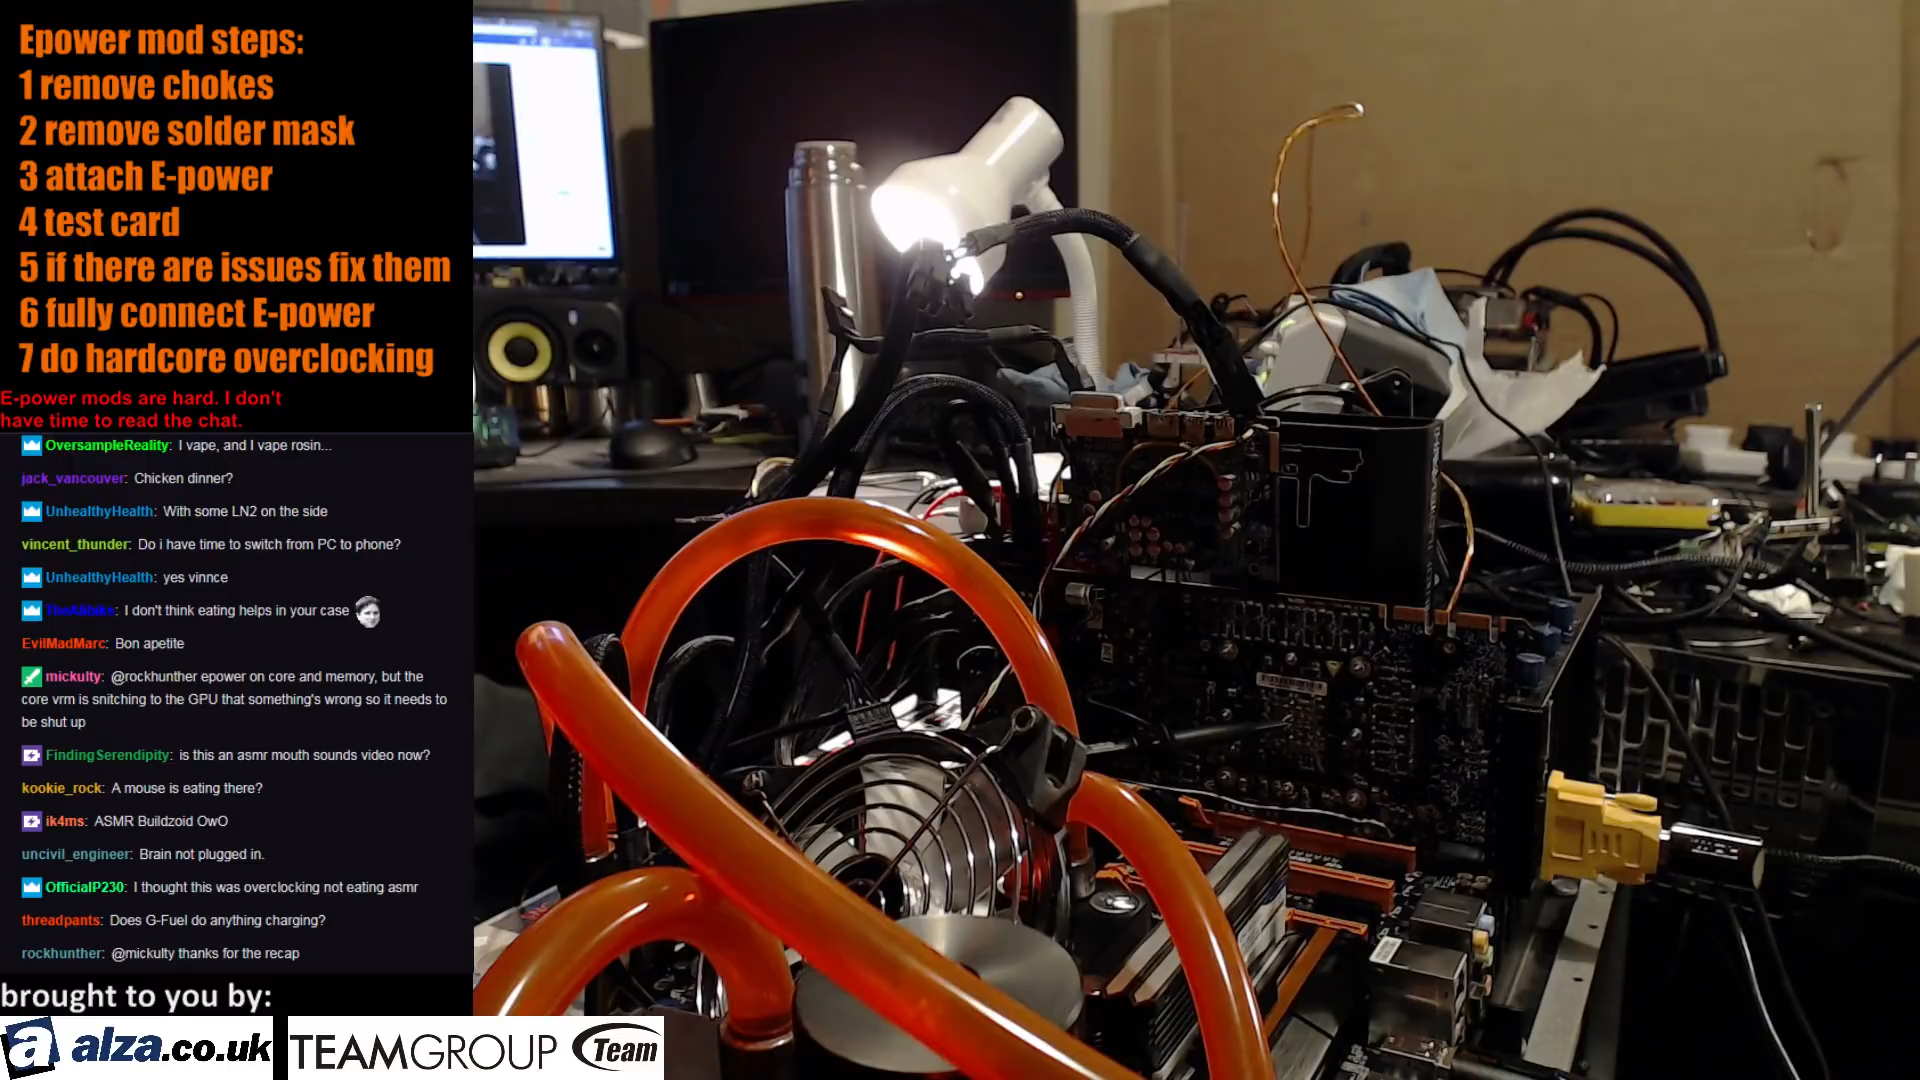 Epower mod steps:
1 remove chokes
2 remove solder mask
3 attach E-power
4 test card
5 if there are issues fix them
6 fully connect E-power
7 do hardcore overclocking
E-power mods are hard. I don't
have time to read the chat.
OversampleReality: I vape, and I vape rosin...
jack_vancouver: Chicken dinner?
UnhealthyHealth: With some LN2 on the side
vincent_thunder: Do i have time to switch from PC to phone?
UnhealthyHealth: yes vinnce
I don't think eating helps in your case
EvilMadMarc: Bon apetite
mickulty: @rockhunther epower on core and memory, but the
core vrm is snitching to the GPU that something's wrong so it needs to
be shut up
FindingSerendipity: is this an asmr mouth sounds video now?
kookie_rock: A mouse is eating there?
ik4ms: ASMR Buildzoid OwO
uncivil_engineer: Brain not plugged in.
OfficialP230: I thought this was overclocking not eating asmr
threadpants: Does G-Fuel do anything charging?
rockhunther: @mickulty thanks for the recap
brought to you by:
a alza.co.uk
TEAMGROUP Team